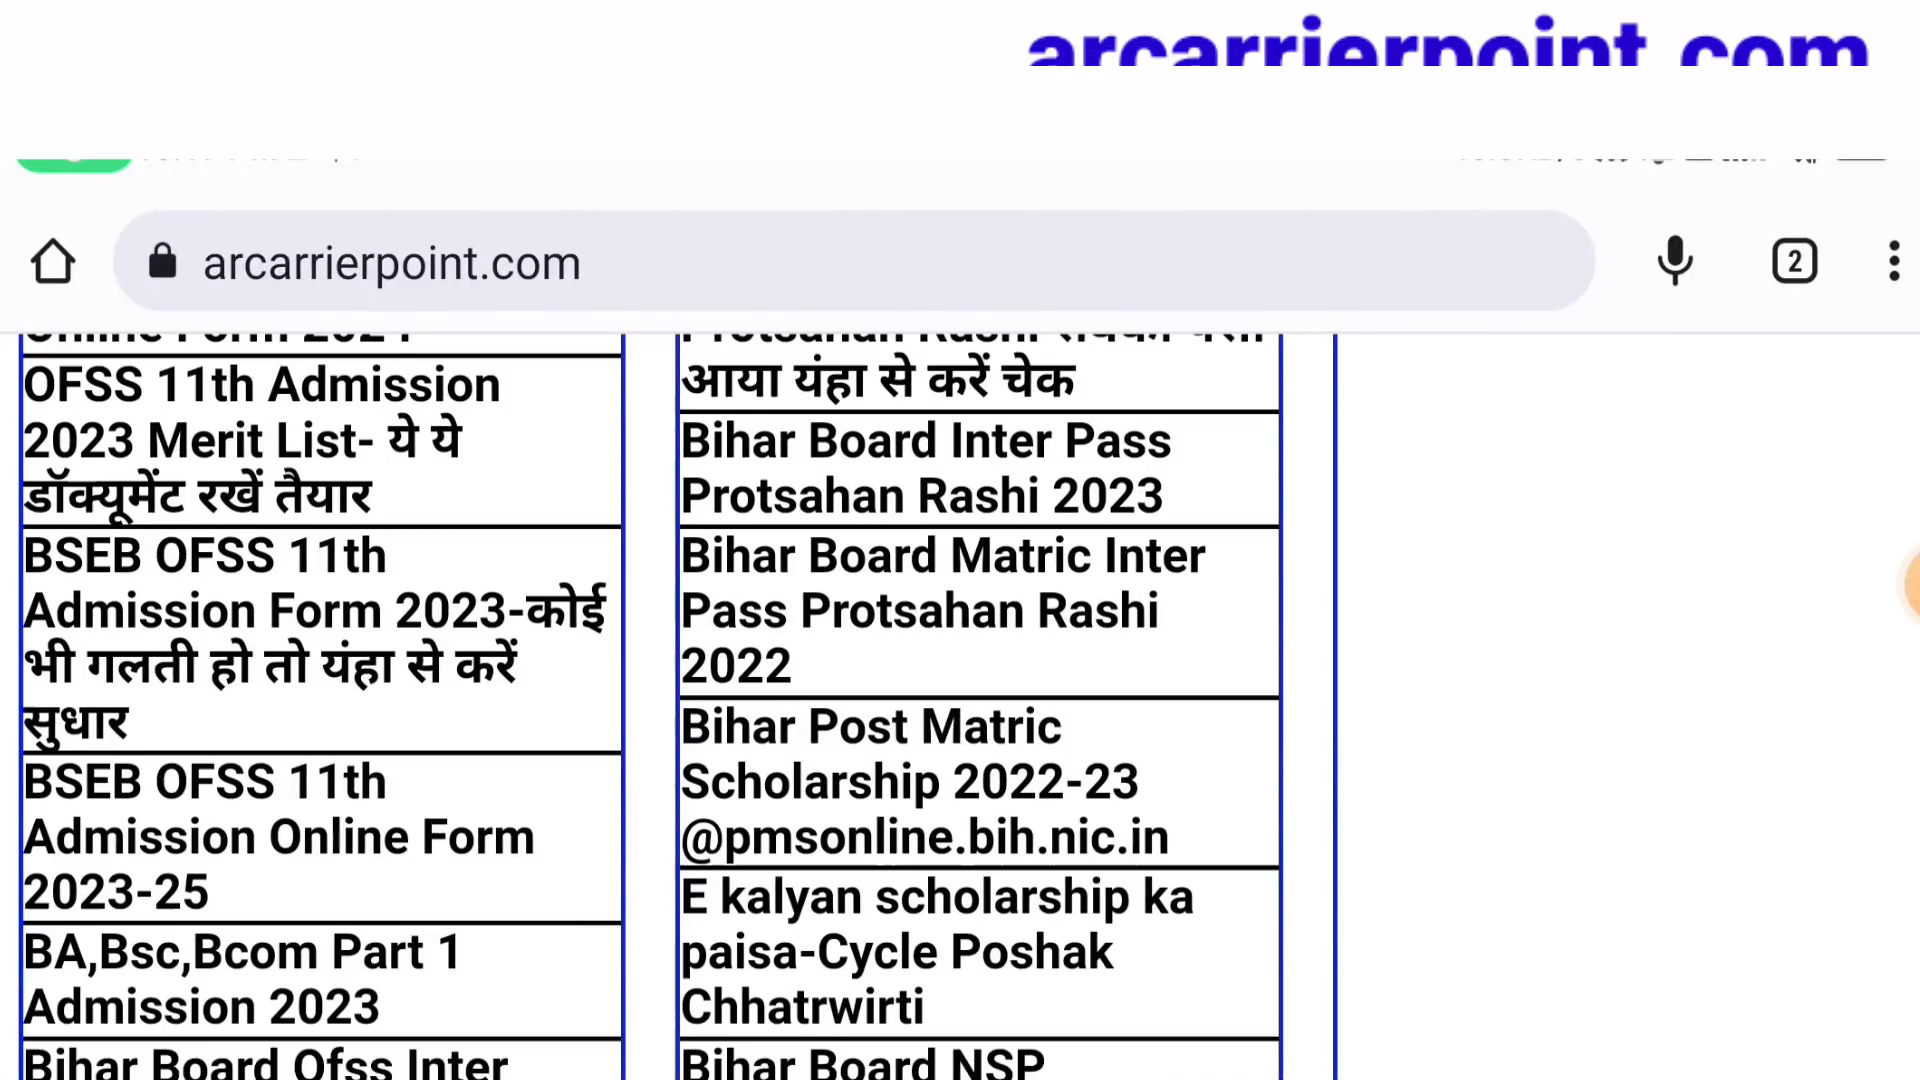 arcarrierpoint.com
arcarrierpoint.com
2
OFSS 11th Admission
2023 Merit List- ये ये
डॉक्यूमेंट रखें तैयार
BSEB OFSS 11th
Admission Form 2023-कोई
भी गलती हो तो यंहा से करें
सुधार
BSEB OFSS 11th
Admission Online Form
2023-25
BA,Bsc,Bcom Part 1
Admission 2023
Bihar Board Ofss Inter
Protsahan Rashi
आया यंहा से करें चेक
Bihar Board Inter Pass
Protsahan Rashi 2023
Bihar Board Matric Inter
Pass Protsahan Rashi
2022
Bihar Post Matric
Scholarship 2022-23
@pmsonline.bih.nic.in
E kalyan scholarship ka
paisa-Cycle Poshak
Chhatrwirti
Bihar Board NSP